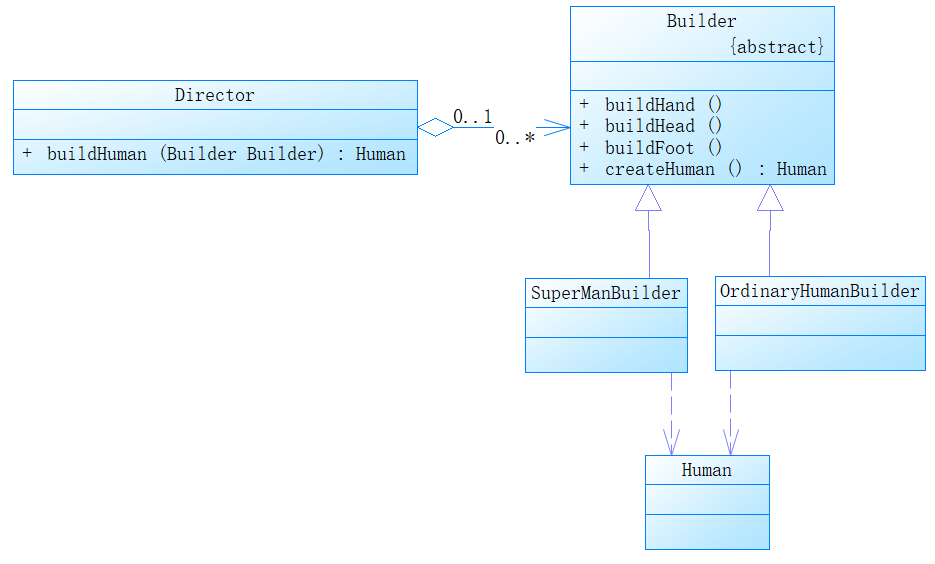 Builder
{abstract}
+ buildHand ()
+ buildHead ()
+ buildFoot ()
+ createHuman () : Human
Director
+ buildHuman (Builder Builder) : Human
0..1
0..*
SuperManBuilder
OrdinaryHumanBuilder
Human